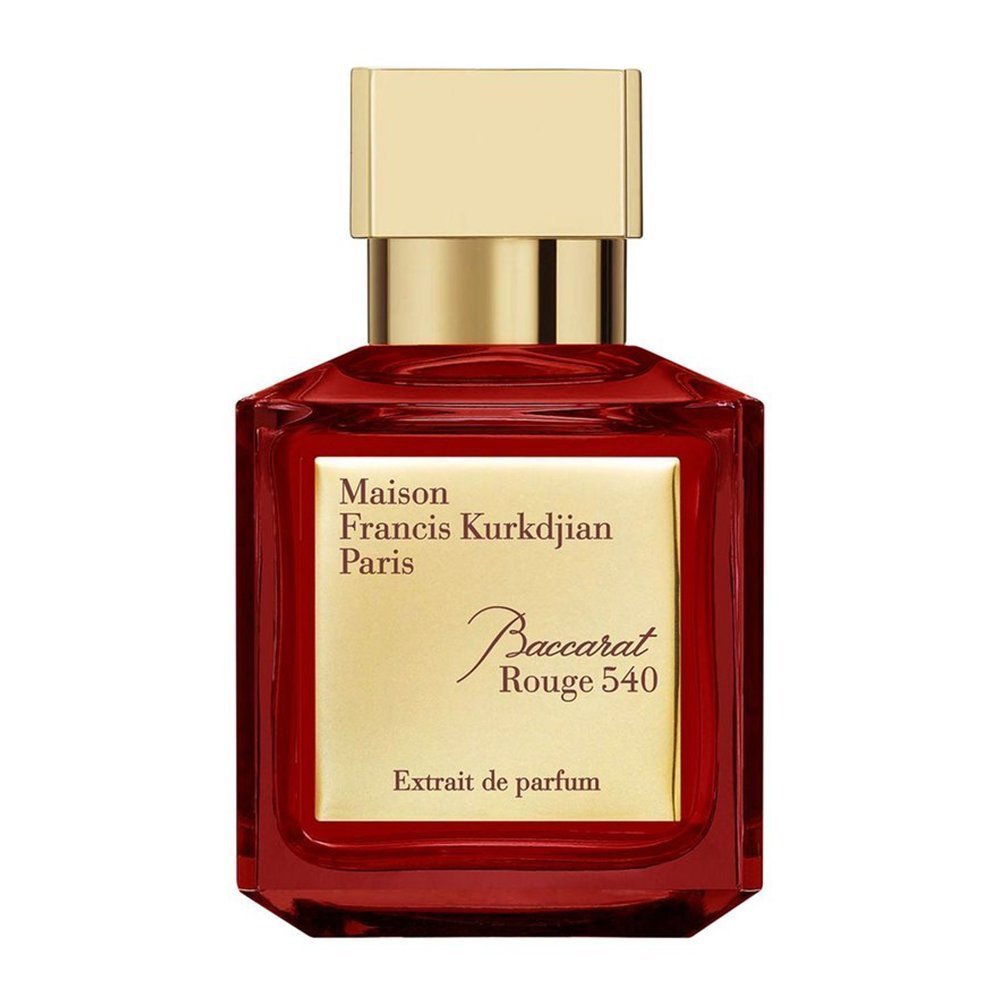 Maison
Francis Kurkdjian
Paris
Baccarat
Rouge 540
Extrait de parfum